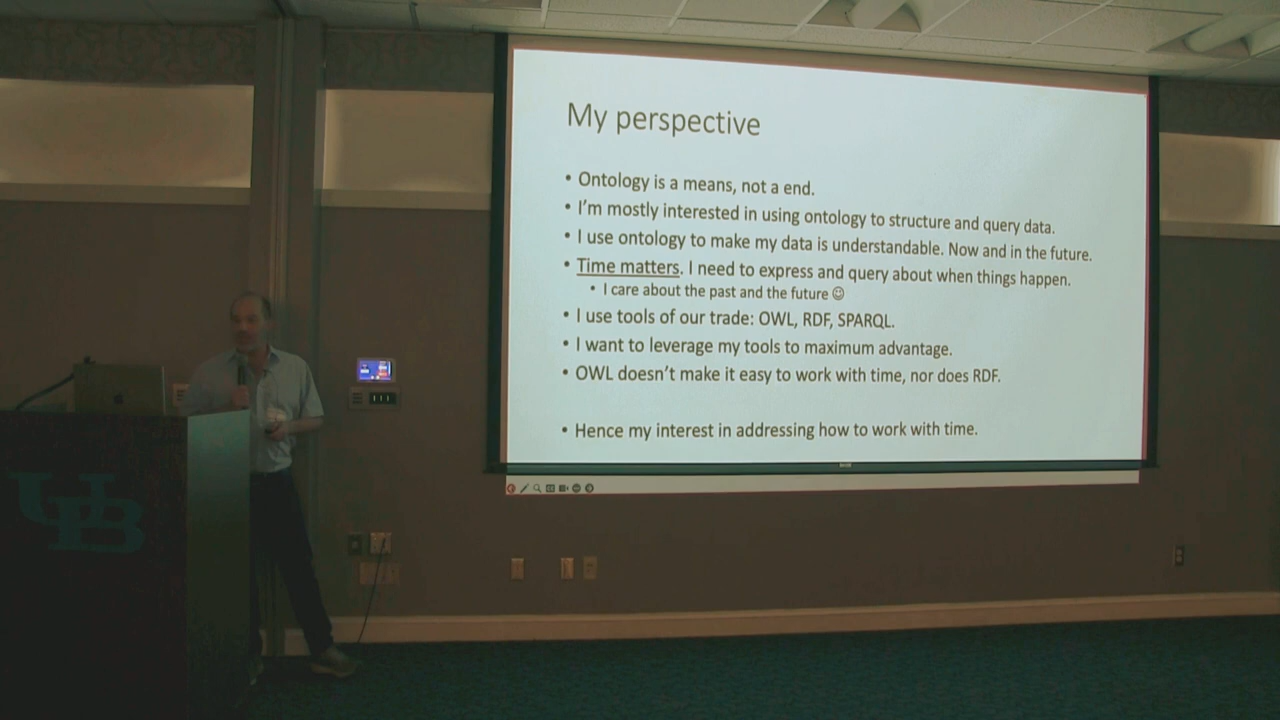 My perspective
• Ontology is a means, not a end.
• I'm mostly interested in using ontology to structure and query data.
• I use ontology to make my data is understandable. Now and in the future.
• Time matters. I need to express and query about when things happen.
• I care about the past and the future ☺
• I use tools of our trade: OWL, RDF, SPARQL.
• I want to leverage my tools to maximum advantage.
• OWL doesn't make it easy to work with time, nor does RDF.
• Hence my interest in addressing how to work with time.
UB